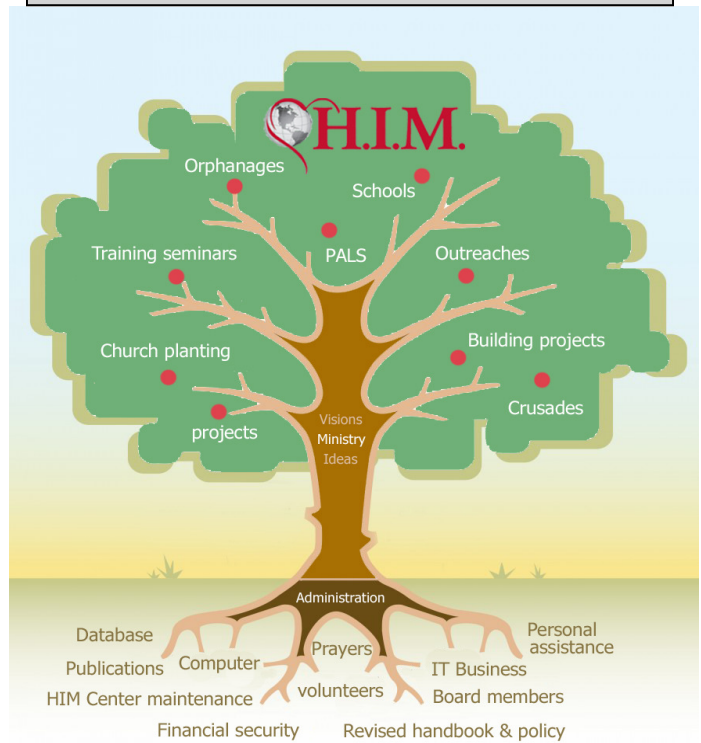 H.I.M.
Orphanages
Schools
Training seminars
PALS
Outreaches
Church planting
Building projects
projects
Crusades
Visions
Ministry
Ideas
Administration
Database
Prayers
Personal
assistance
Publications
Computer
IT Business
HIM Center maintenance
volunteers
Board members
Financial security
Revised handbook & policy